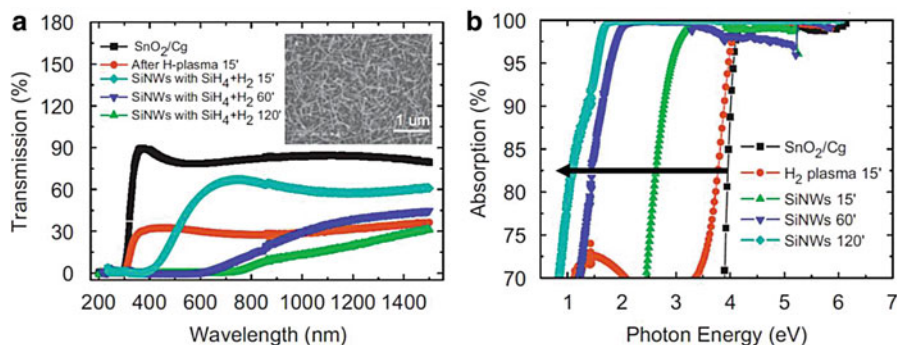 a
Transmission (%)
180
150
120
90
60
30
0
SnO2/Cg
After H-plasma 15'
SiNWs with SiH4+H2 15'
SiNWs with SiH4+H2 60'
SiNWs with SiH4+H2 120'
1 um
200 400 600 800 1000 1200 1400
Wavelength (nm)
b
Absorption (%)
100
95
90
85
80
75
70
SnO2/Cg
H2 plasma 15'
SiNWs 15'
SiNWs 60'
SiNWs 120'
1 2 3 4 5 6 7
Photon Energy (eV)